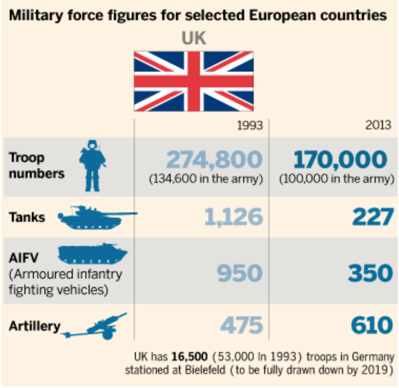 Military force figures for selected European countries
UK
1993 2013
Troop numbers 274,800 170,000
(134,600 in the army) (100,000 in the army)
Tanks 1,126 227
AIFV
(Armoured infantry fighting vehicles) 950 350
Artillery 475 610
UK has 16,500 (53,000 In 1993) troops in Germany
stationed at Bielefeld (to be fully drawn down by 2019)